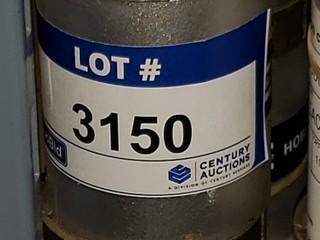 LOT #
3150
CENTURY
AUCTIONS
A DIVISION OF CENTURY SERVICES